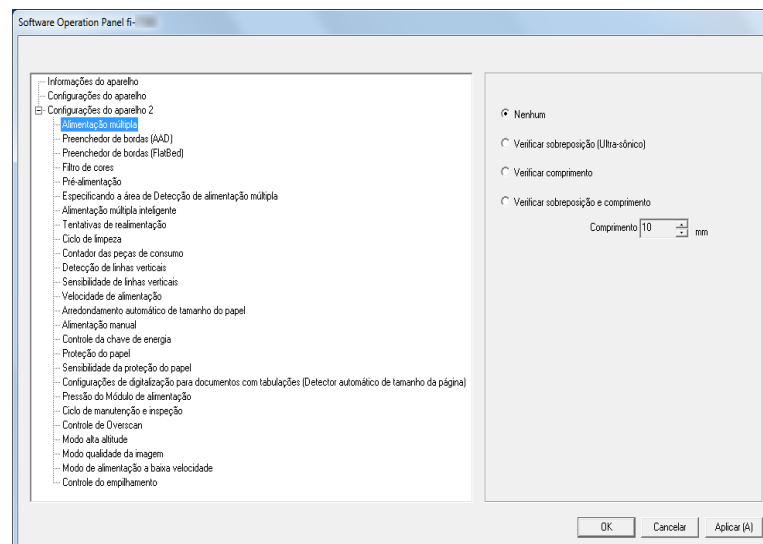 Software Operation Panel fi-
Informações do aparelho
Configurações do aparelho
Configurações do aparelho 2
Alimentação múltipla
Preenchedor de bordas (AAD)
Preenchedor de bordas (FlatBed)
Filtro de cores
Pré-alimentação
Especificando a área de Detecção de alimentação múltipla
Alimentação múltipla inteligente
Tentativas de realimentação
Ciclo de limpeza
Contador das peças de consumo
Detecção de linhas verticais
Sensibilidade de linhas verticais
Velocidade de alimentação
Arredondamento automático de tamanho do papel
Alimentação manual
Controle da chave de energia
Proteção do papel
Sensibilidade da proteção do papel
Configurações de digitalização para documentos com tabulações (Detector automático de tamanho da página)
Pressão do Módulo de alimentação
Ciclo de manutenção e inspeção
Controle de Overscan
Modo alta altitude
Modo qualidade da imagem
Modo de alimentação a baixa velocidade
Controle do empilhamento
Nenhum
Verificar sobreposição (Ultra-sônico)
Verificar comprimento
Verificar sobreposição e comprimento
Comprimento 10 mm
OK Cancelar Aplicar (A)